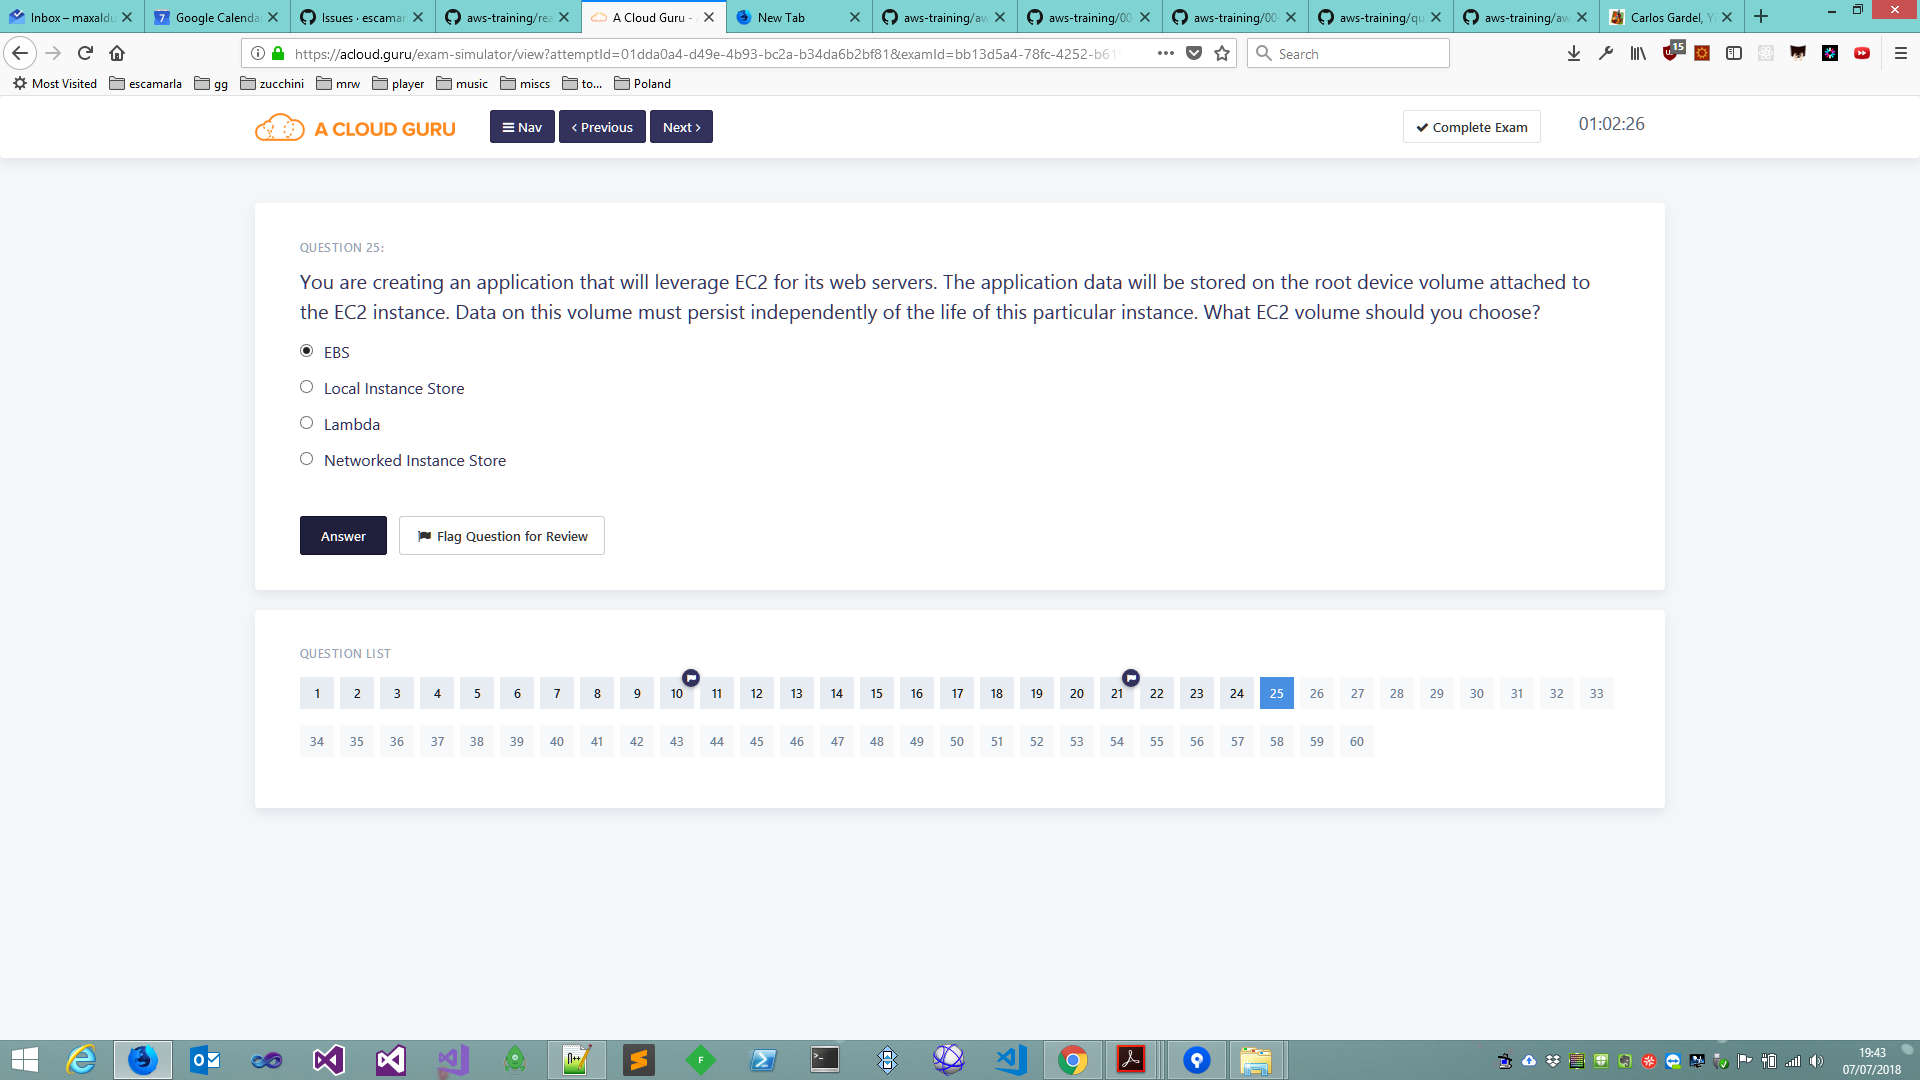 Inbox – maxaldu
Google Calenda
Issues · escamar
aws-training/rea
A Cloud Guru -
New Tab
aws-training/aw
aws-training/00
aws-training/00
aws-training/qu
aws-training/aw
Carlos Gardel, Y
https://acloud.guru/exam-simulator/view?attemptId=01dda0a4-d49e-4b93-bc2a-b34da6b2bf81&examId=bb13d5a4-78fc-4252-b61
Search
15
Most Visited
escamarla
gg
zucchini
mrw
player
music
miscs
to...
Poland
A CLOUD GURU
Nav
Previous
Next
Complete Exam
01:02:26
QUESTION 25:
You are creating an application that will leverage EC2 for its web servers. The application data will be stored on the root device volume attached to
the EC2 instance. Data on this volume must persist independently of the life of this particular instance. What EC2 volume should you choose?
EBS
Local Instance Store
Lambda
Networked Instance Store
Answer
Flag Question for Review
QUESTION LIST
1 2 3 4 5 6 7 8 9 10 11 12 13 14 15 16 17 18 19 20 21 22 23 24 25 26 27 28 29 30 31 32 33
34 35 36 37 38 39 40 41 42 43 44 45 46 47 48 49 50 51 52 53 54 55 56 57 58 59 60
19:43
07/07/2018